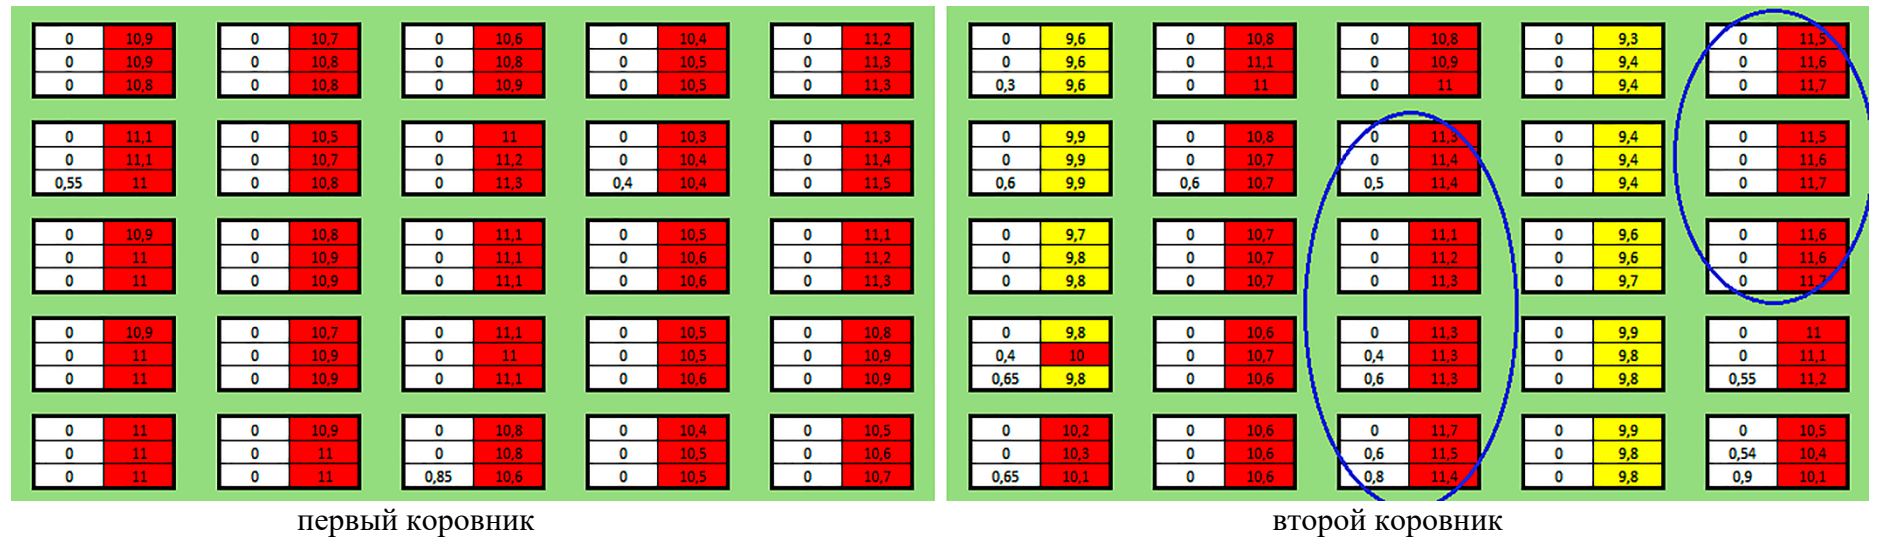 0 10,9 0 10,7 0 10,6 0 10,4 0 11,2
0 10,9 0 10,8 0 10,8 0 10,5 0 11,3
0 10,8 0 10,8 0 10,9 0 10,5 0 11,3
0 11,1 0 10,5 0 11 0 10,3 0 11,3
0 11,1 0 10,7 0 11,2 0 10,4 0 11,4
0,55 11 0 10,8 0 11,3 0,4 10,4 0 11,5
0 10,9 0 10,8 0 11,1 0 10,5 0 11,1
0 11 0 10,9 0 11,1 0 10,6 0 11,2
0 11 0 10,9 0 11,1 0 10,6 0 11,3
0 10,9 0 10,7 0 11,1 0 10,5 0 10,8
0 11 0 10,9 0 11 0 10,5 0 10,9
0 11 0 10,9 0 11,1 0 10,6 0 10,9
0 11 0 10,9 0 10,8 0 10,4 0 10,5
0 11 0 11 0 10,8 0 10,5 0 10,6
0 11 0 11 0,85 10,6 0 10,5 0 10,7
первый коровник
0 9,6 0 10,8 0 10,8 0 9,3 0 11,5
0 9,6 0 11,1 0 10,9 0 9,4 0 11,6
0,3 9,6 0 11 0 11 0 9,4 0 11,7
0 9,9 0 10,8 0 11,3 0 9,4 0 11,5
0 9,9 0 10,7 0 11,4 0 9,4 0 11,6
0,6 9,9 0,6 10,7 0,5 11,4 0 9,4 0 11,7
0 9,7 0 10,7 0 11,1 0 9,6 0 11,6
0 9,8 0 10,7 0 11,2 0 9,6 0 11,6
0 9,8 0 10,7 0 11,3 0 9,7 0 11,7
0 9,8 0 10,6 0 11,3 0 9,9 0 11
0,4 10 0 10,7 0,4 11,3 0 9,8 0 11,1
0,65 9,8 0 10,6 0,6 11,3 0 9,8 0,55 11,2
0 10,2 0 10,6 0 11,7 0 9,9 0 10,5
0 10,3 0 10,6 0,6 11,5 0 9,8 0,54 10,4
0,65 10,1 0 10,6 0,8 11,4 0 9,8 0,9 10,1
второй коровник